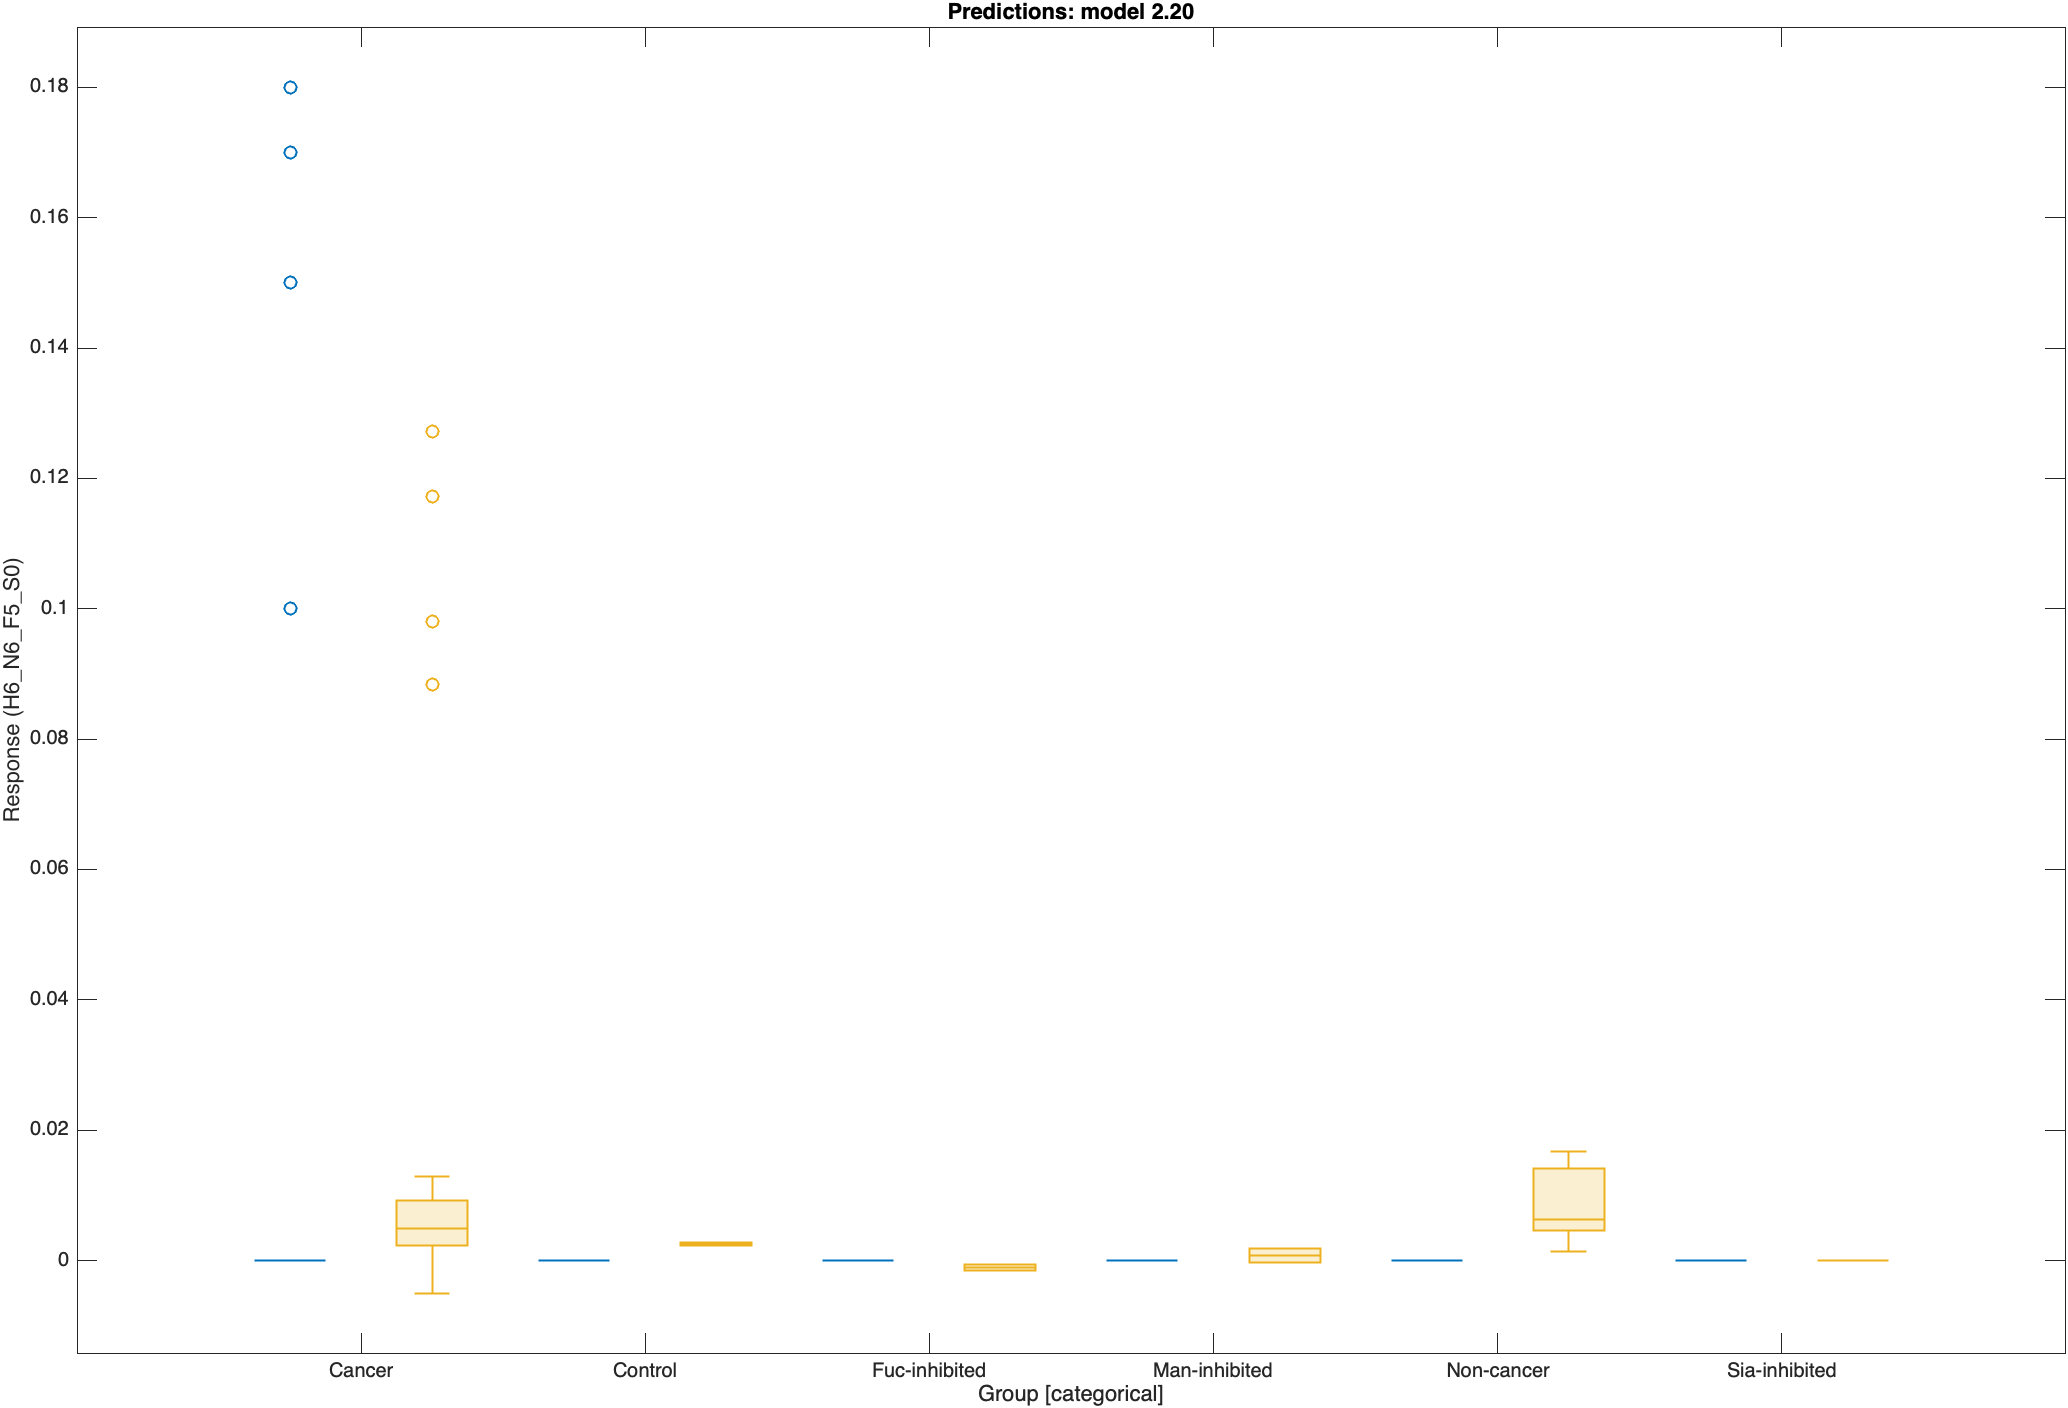 Predictions: model 2.20
0.18
0.16
0.14
0.12
0.1
0.08
0.06
0.04
0.02
0
Response (H6_N6_F5_S0)
Cancer Control Fuc-inhibited Man-inhibited Non-cancer Sia-inhibited
Group [categorical]